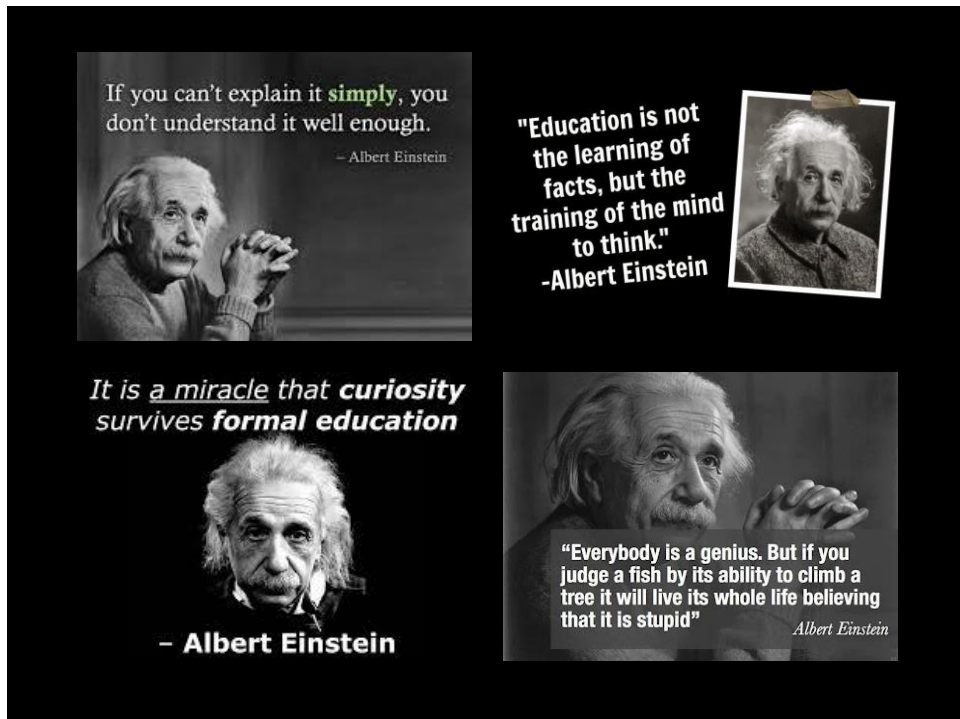 If you can't explain it simply, you
don't understand it well enough.
– Albert Einstein
"Education is not
the learning of
facts, but the
training of the mind
to think."
-Albert Einstein
It is a miracle that curiosity
survives formal education
– Albert Einstein
“Everybody is a genius. But if you
judge a fish by its ability to climb a
tree it will live its whole life believing
that it is stupid”
Albert Einstein